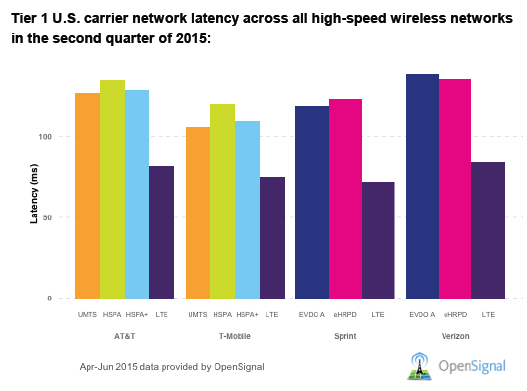 Tier 1 U.S. carrier network latency across all high-speed wireless networks
in the second quarter of 2015:
Latency (ms)
100
50
0
UMTS HSPA HSPA+ LTE
UMTS HSPA HSPA+ LTE
EVDO A eHRPD LTE
EVDO A eHRPD LTE
AT&T
T-Mobile
Sprint
Verizon
Apr-Jun 2015 data provided by OpenSignal
OpenSignal